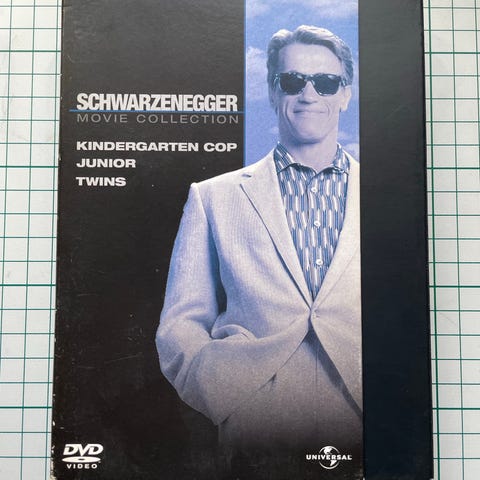 SCHWARZENEGGER
MOVIE COLLECTION
KINDERGARTEN COP
JUNIOR
TWINS
DVD
VIDEO
UNIVERSAL